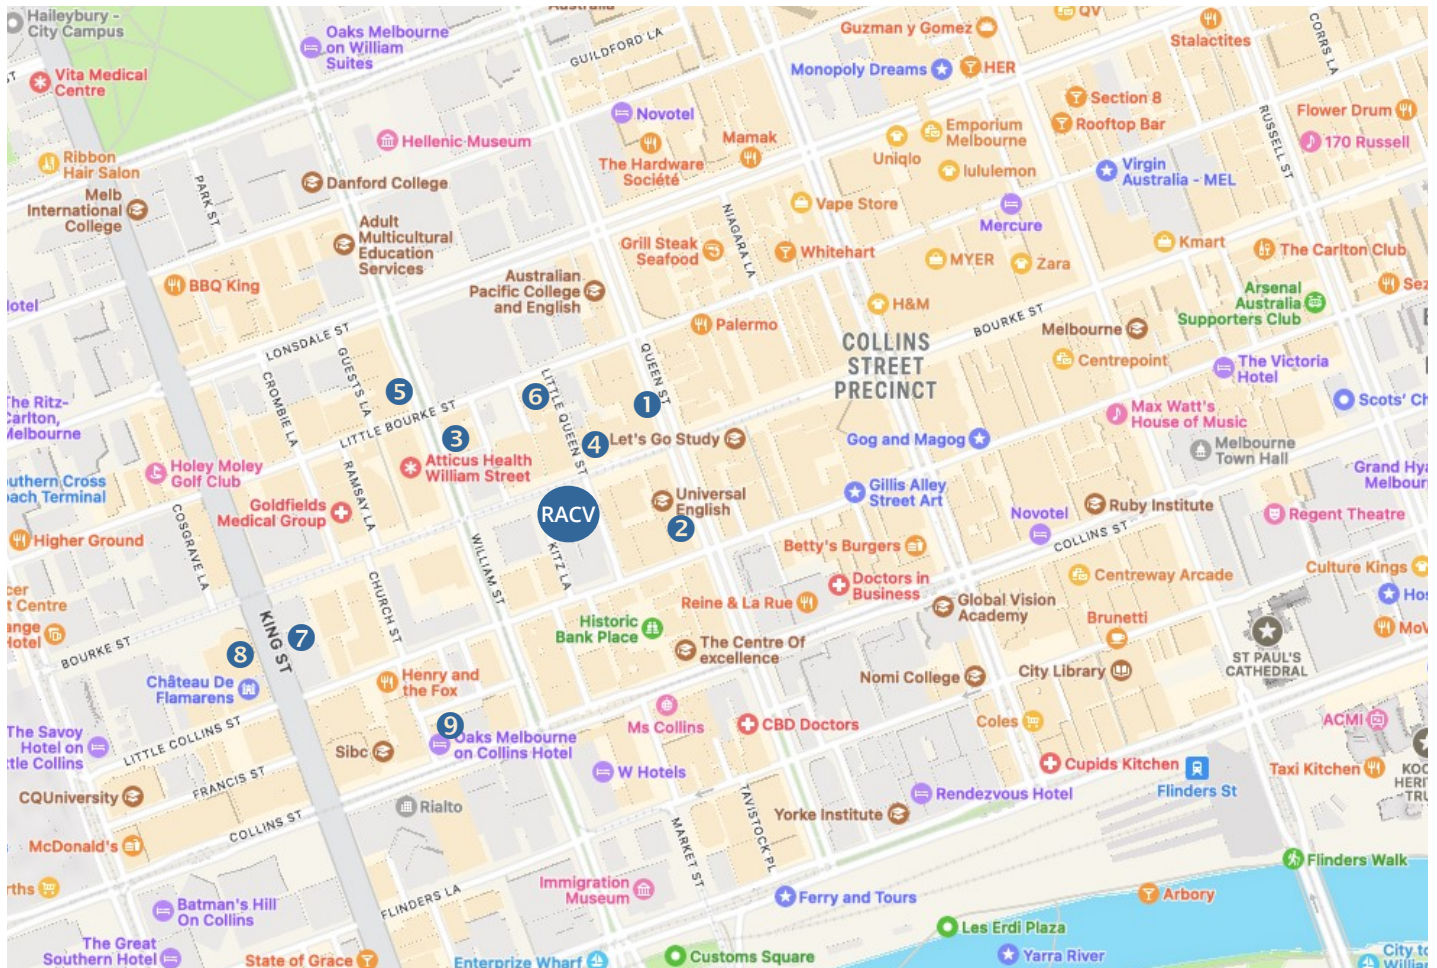 Haileybury -
City Campus
Oaks Melbourne
on William
Suites
Australia
GUILDFORD LA
Guzman y Gomez
QV
Stalactites
CORRS LA
ST
Vita Medical
Centre
Monopoly Dreams
HER
Section 8
Rooftop Bar
Flower Drum
Novotel
Hellenic Museum
Mamak
The Hardware
Société
Emporium
Melbourne
Uniqlo
lululemon
RUSSELL ST
170 Russell
Virgin
Australia - MEL
Ribbon
Hair Salon
Melb
International
College
PARK ST
Danford College
Adult
Multicultural
Education
Services
Vape Store
Mercure
NIAGARA LA
Grill Steak
Seafood
Whitehart
Kmart
The Carlton Club
MYER
Zara
BBQ King
Australian
Pacific College
and English
Arsenal
Australia
Supporters Club
H&M
Palermo
BOURKE ST
Melbourne
LONSDALE ST
COLLINS
STREET
PRECINCT
Centrepoint
The Victoria
Hotel
GUESTS LA
QUEEN ST
CROMBIE LA
LITTLE QUEEN ST
The Ritz-
Carlton,
Melbourne
5
6
1
LITTLE BOURKE ST
3
4
Let's Go Study
Gog and Magog
Max Watt's
House of Music
Melbourne
Town Hall
Holey Moley
Golf Club
Atticus Health
William Street
RAMSAY LA
Goldfields
Medical Group
COSGRAVE LA
RACV
Universal
English
2
Gillis Alley
Street Art
Novotel
Ruby Institute
Regent Theatre
COLLINS ST
Higher Ground
WILLIAM ST
Betty's Burgers
Doctors in
Business
Centreway Arcade
Culture Kings
CHURCH ST
Reine & La Rue
Global Vision
Academy
Brunetti
KING ST
7
8
Historic
Bank Place
The Centre Of
excellence
BOURKE ST
Château De
Flamarens
Henry and
the Fox
Nomi College
City Library
ST PAUL'S
CATHEDRAL
Ms Collins
CBD Doctors
Coles
ACMI
The Savoy
Hotel on
LITTLE COLLINS ST
9
Oaks Melbourne
on Collins Hotel
Sibc
FRANCIS ST
W Hotels
Cupids Kitchen
Flinders St
Taxi Kitchen
CQUniversity
Rialto
TAVISTOCK PL
Rendezvous Hotel
Yorke Institute
COLLINS ST
McDonald's
MARKET ST
Flinders Walk
FLINDERS LA
Immigration
Museum
Ferry and Tours
Arbory
Batman's Hill
On Collins
Les Erdi Plaza
The Great
Southern Hotel
State of Grace
Enterprize Wharf
Customs Square
Yarra River
City to